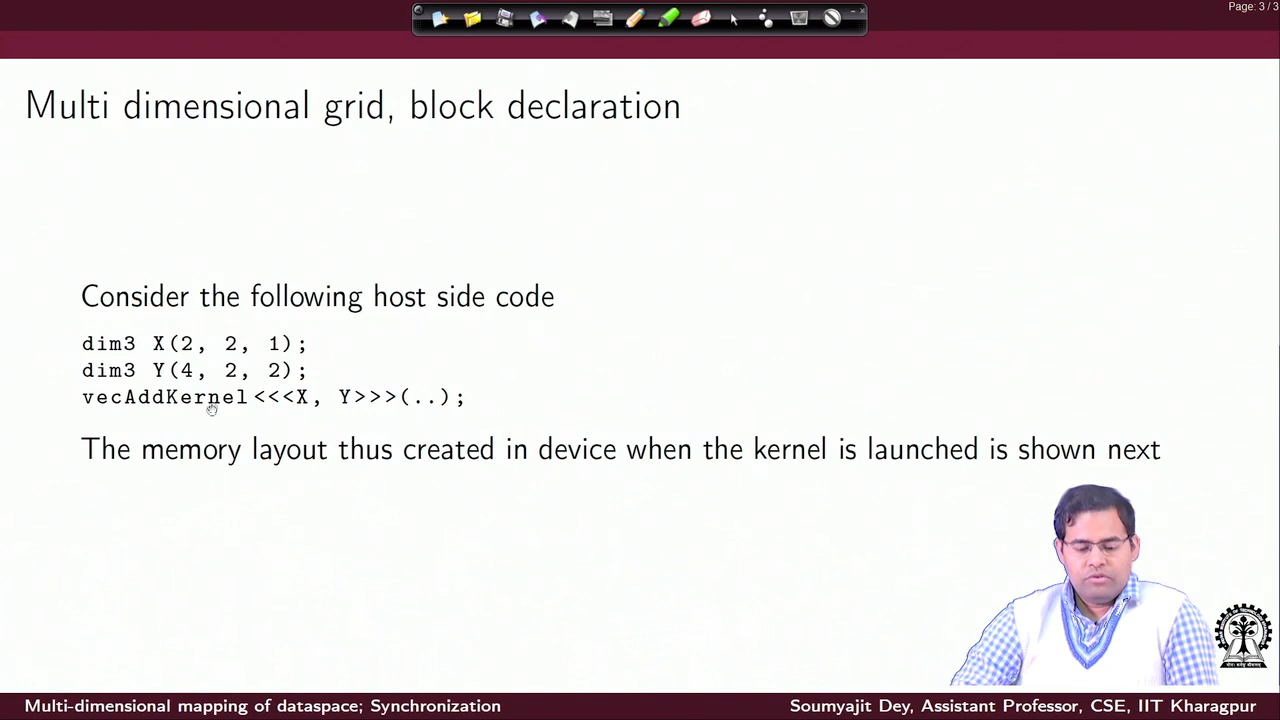 Page: 3 / 3
Multi dimensional grid, block declaration
Consider the following host side code
dim3 X(2, 2, 1);
dim3 Y(4, 2, 2);
vecAddKernel<<<X, Y>>>(..);
The memory layout thus created in device when the kernel is launched is shown next
Multi-dimensional mapping of dataspace; Synchronization
Soumyajit Dey, Assistant Professor, CSE, IIT Kharagpur